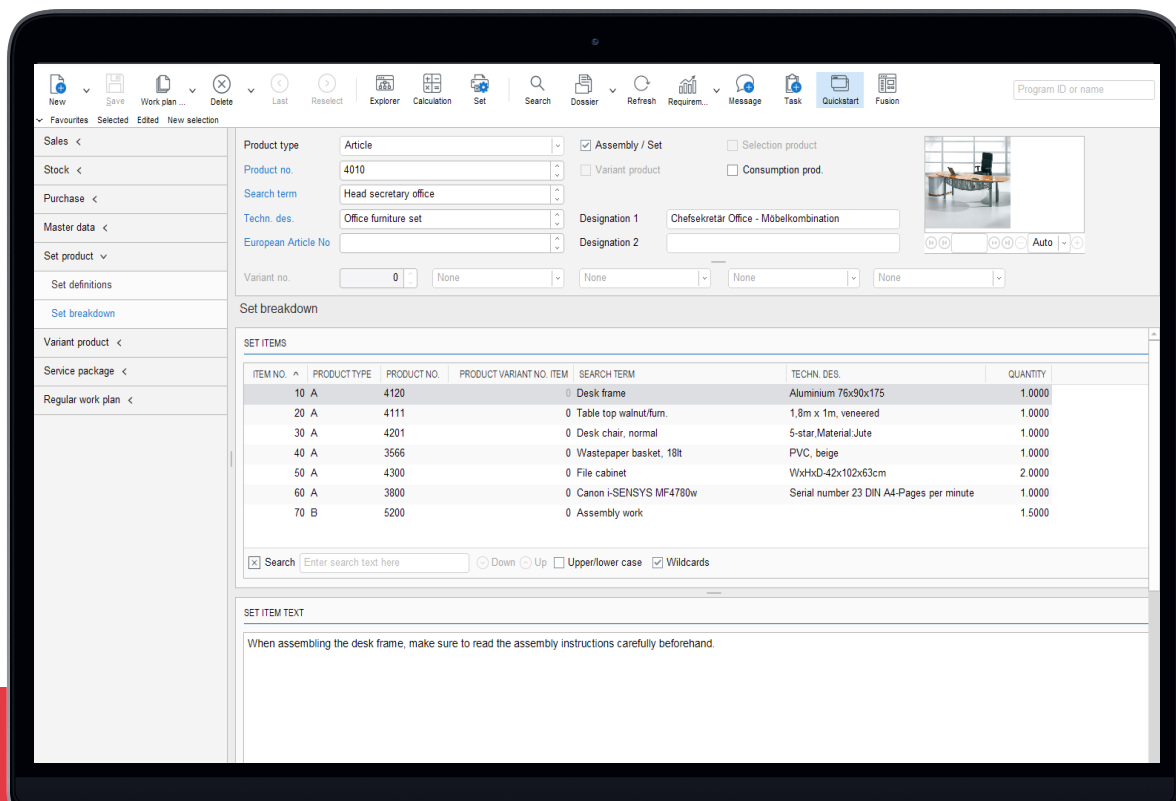 New Save Work plan ... Delete Last Reselect Explorer Calculation Set Search Dossier Refresh Requirem... Message Task Quickstart Fusion Program ID or name
Favourites Selected Edited New selection
Sales
Stock
Purchase
Master data
Set product
Set definitions
Set breakdown
Variant product
Service package
Regular work plan
Product type Article Assembly / Set Selection product
Product no. 4010 Variant product Consumption prod.
Search term Head secretary office
Techn. des. Office furniture set Designation 1 Chefsekretär Office - Möbelkombination
European Article No Designation 2 Auto
Variant no. 0 None None None None
Set breakdown
SET ITEMS
ITEM NO. PRODUCT TYPE PRODUCT NO. PRODUCT VARIANT NO. ITEM SEARCH TERM TECHN. DES. QUANTITY
10 A 4120 0 Desk frame Aluminium 76x90x175 1.0000
20 A 4111 0 Table top walnut/furn. 1,8m x 1m, veneered 1.0000
30 A 4201 0 Desk chair, normal 5-star,Material:Jute 1.0000
40 A 3566 0 Wastepaper basket, 18lt PVC, beige 1.0000
50 A 4300 0 File cabinet WxHxD-42x102x63cm 2.0000
60 A 3800 0 Canon i-SENSYS MF4780w Serial number 23 DIN A4-Pages per minute 1.0000
70 B 5200 0 Assembly work 1.5000
Search Enter search text here Down Up Upper/lower case Wildcards
SET ITEM TEXT
When assembling the desk frame, make sure to read the assembly instructions carefully beforehand.